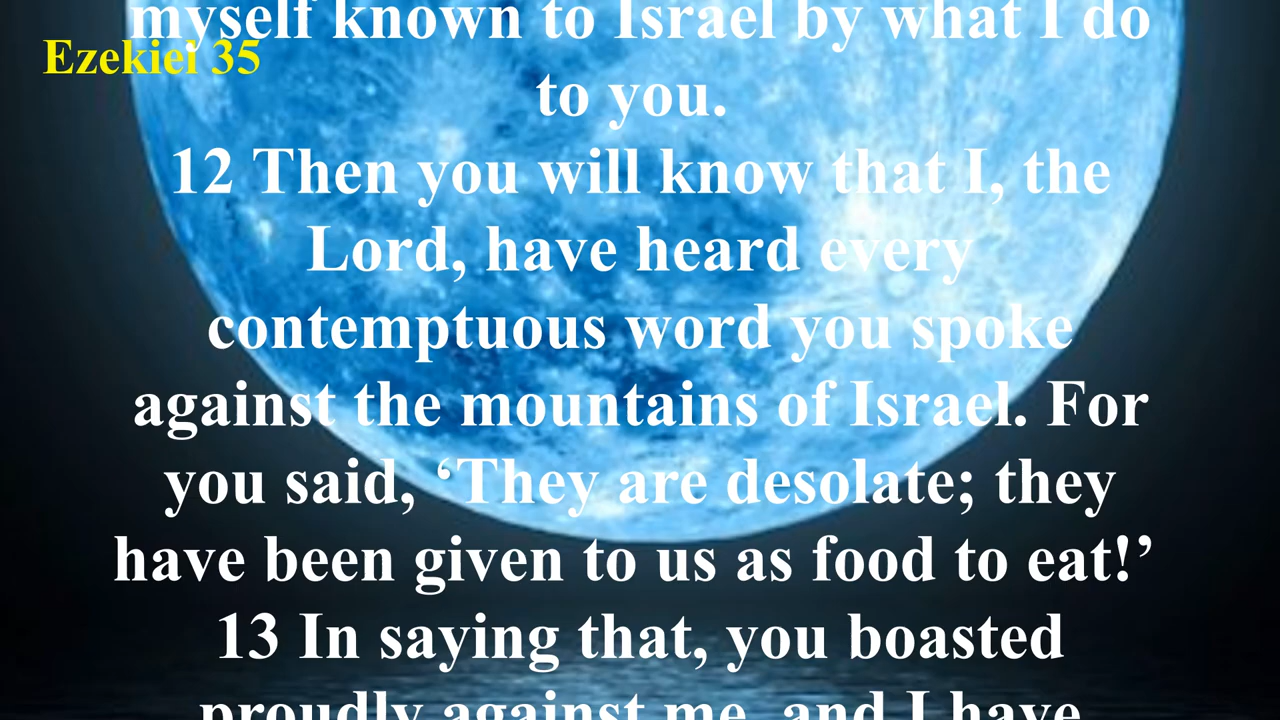 myself known to Israel by what I do
Ezekiei 35
to you.
12 Then you will know that I, the
Lord, have heard every
contemptuous word you spoke
against the mountains of Israel. For
you said, ‘They are desolate; they
have been given to us as food to eat!’
13 In saying that, you boasted
proudly against me, and I have